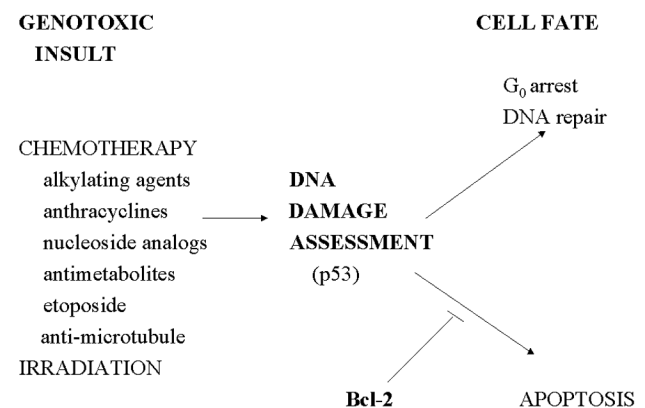 GENOTOXIC
INSULT
CELL FATE
G0 arrest
DNA repair
CHEMOTHERAPY
alkylating agents
anthracyclines
nucleoside analogs
antimetabolites
etoposide
anti-microtubule
IRRADIATION
DNA
DAMAGE
ASSESSMENT
(p53)
Bcl-2
APOPTOSIS